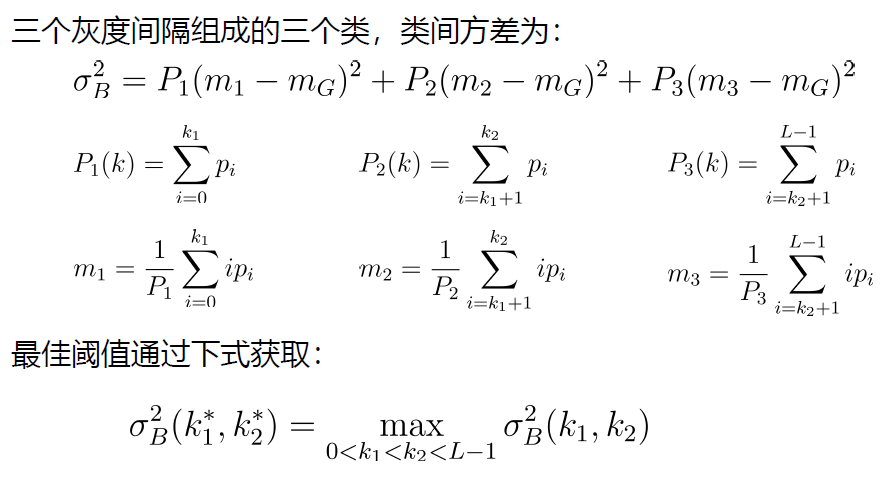 三个灰度间隔组成的三个类，类间方差为：
$\sigma_B^2 = P_1(m_1 - m_G)^2 + P_2(m_2 - m_G)^2 + P_3(m_3 - m_G)^2$
$P_1(k) = \sum_{i=0}^{k_1} p_i$ $P_2(k) = \sum_{i=k_1+1}^{k_2} p_i$ $P_3(k) = \sum_{i=k_2+1}^{L-1} p_i$
$m_1 = \frac{1}{P_1} \sum_{i=0}^{k_1} ip_i$ $m_2 = \frac{1}{P_2} \sum_{i=k_1+1}^{k_2} ip_i$ $m_3 = \frac{1}{P_3} \sum_{i=k_2+1}^{L-1} ip_i$
最佳阈值通过下式获取：
$\sigma_B^2(k_1^*, k_2^*) = \max_{0<k_1<k_2<L-1} \sigma_B^2(k_1, k_2)$